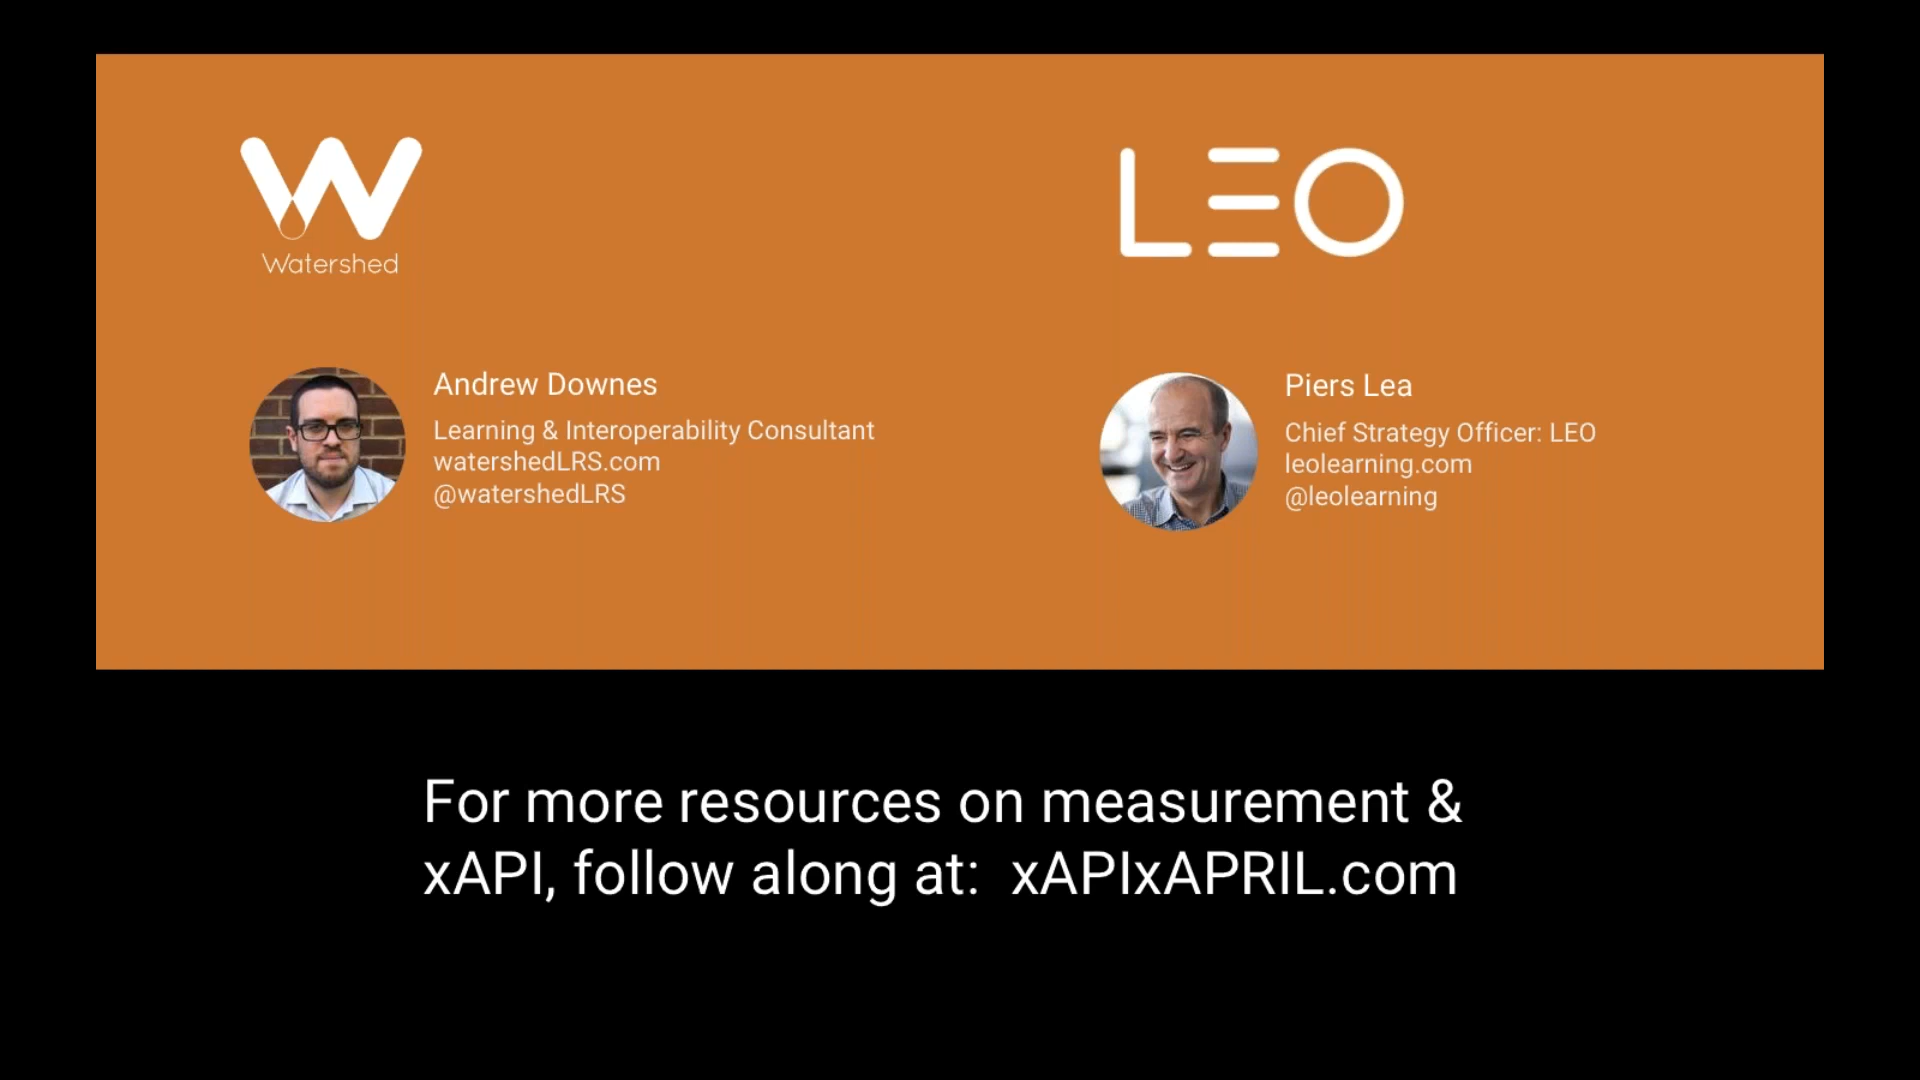 W
Watershed
LEO
Andrew Downes
Learning & Interoperability Consultant
watershedLRS.com
@watershedLRS
Piers Lea
Chief Strategy Officer: LEO
leolearning.com
@leolearning
For more resources on measurement &
xAPI, follow along at:  xAPIxAPRIL.com